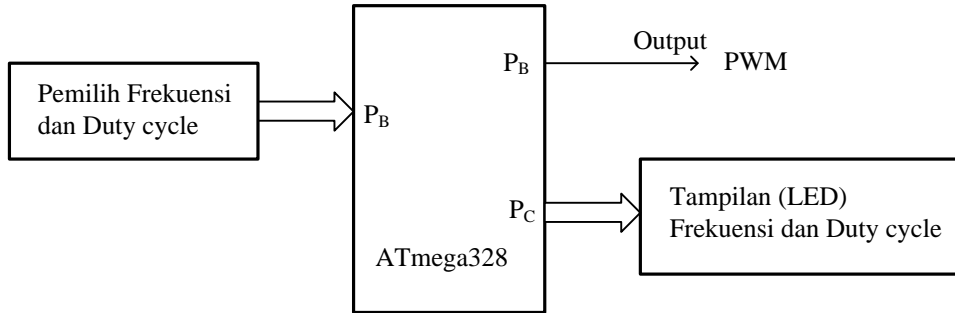 Pemilih Frekuensi
dan Duty cycle
P_B
P_B
Output
PWM
P_C
ATmega328
Tampilan (LED)
Frekuensi dan Duty cycle